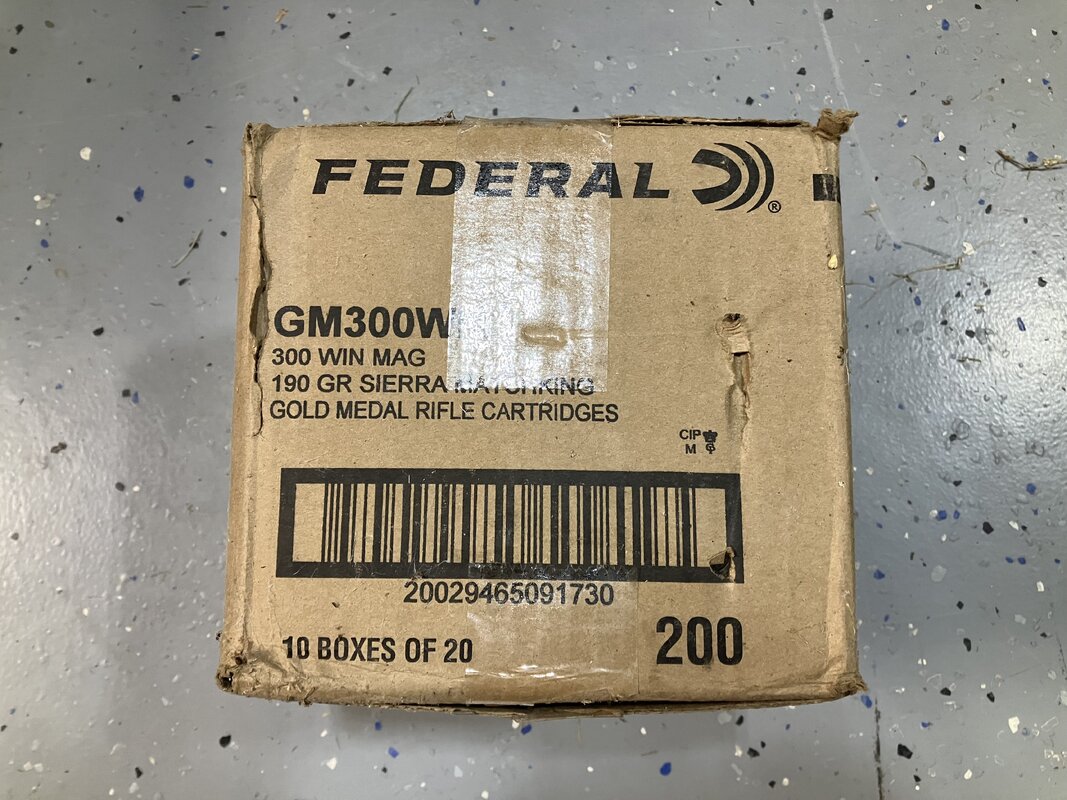 FEDERAL ®
GM300W
300 WIN MAG
190 GR SIERRA MATCHKING
GOLD MEDAL RIFLE CARTRIDGES
CIP
M
20029465091730
10 BOXES OF 20
200